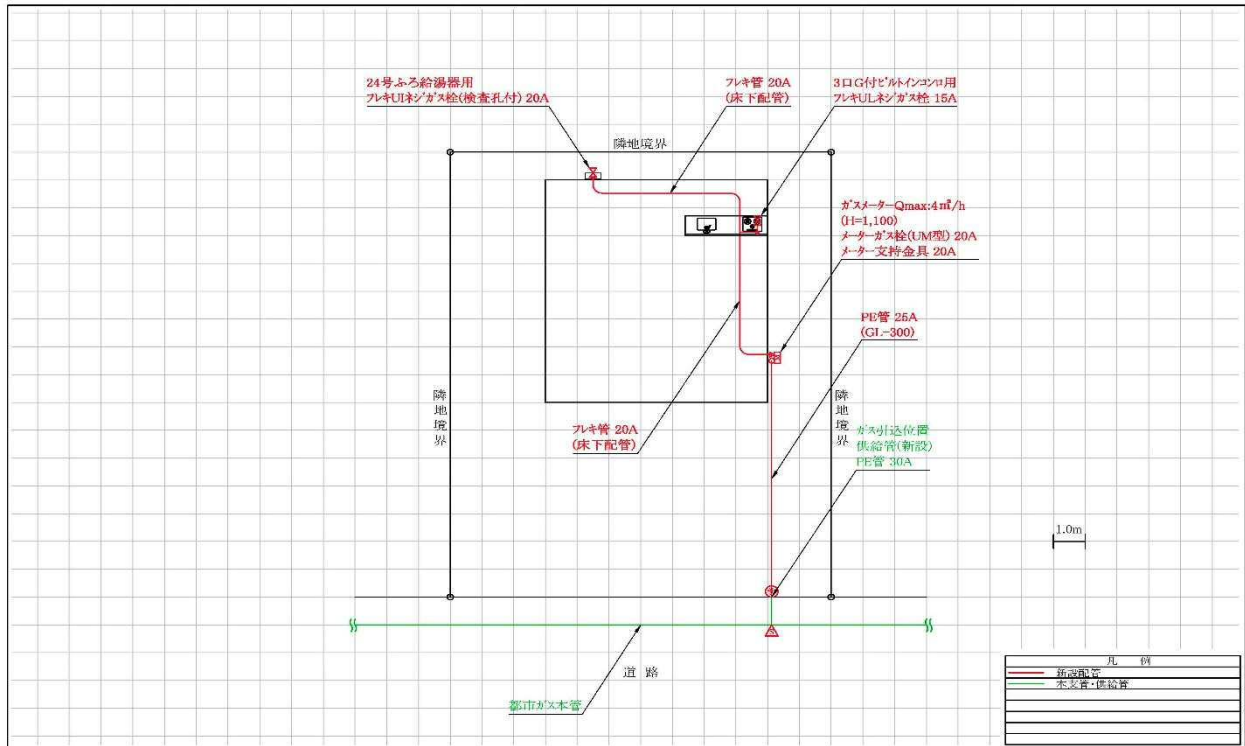 24号ふろ給湯器用
フレキUIネジガス栓(検査孔付) 20A
フレキ管 20A
(床下配管)
3口G付ビルトインコンロ用
フレキULネジガス栓 15A
隣地境界
ガスメーターQmax:4㎥/h
(H=1,100)
メーターガス栓(UM型) 20A
メーター支持金具 20A
PE管 25A
(GL-300)
隣地境界
隣地境界
フレキ管 20A
(床下配管)
ガス引込位置
供給管(新設)
PE管 30A
1.0m
道路
都市ガス本管
凡例
新設配管
本支管・供給管